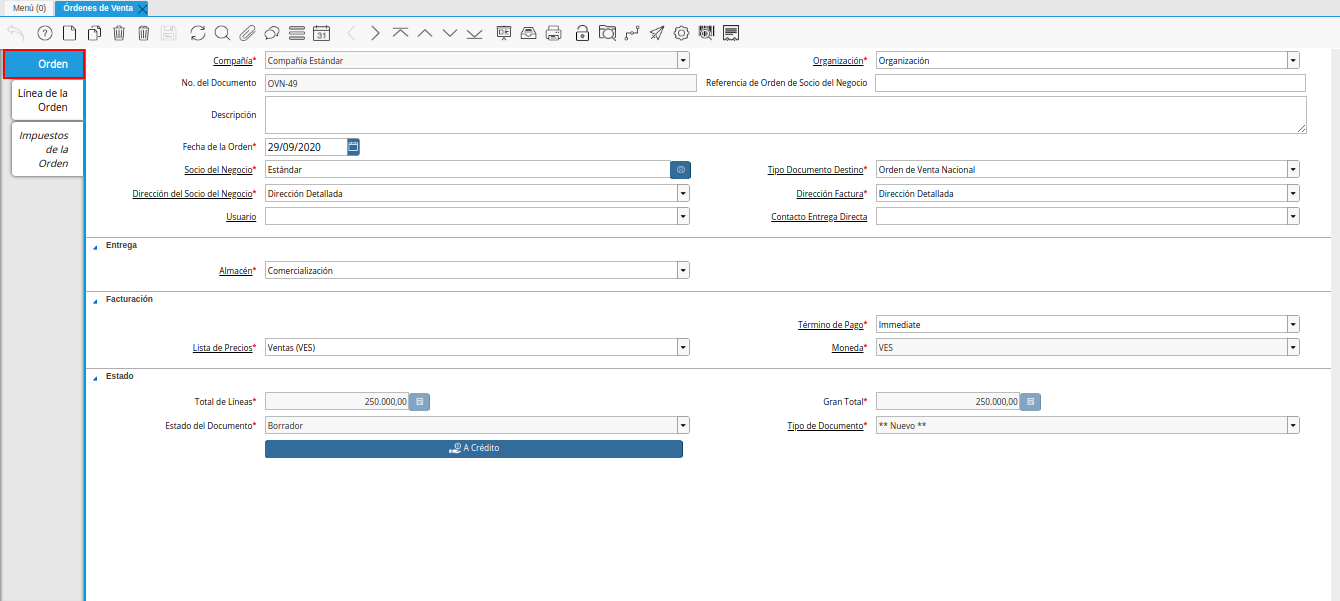 Menú (0) Órdenes de Venta
31
Orden
Línea de la
Orden
Impuestos
de la
Orden
Compañía* Compañía Estándar Organización* Organización
No. del Documento OVN-49 Referencia de Orden de Socio del Negocio
Descripción
Fecha de la Orden* 29/09/2020
Socio del Negocio* Estándar Tipo Documento Destino* Orden de Venta Nacional
Dirección del Socio del Negocio* Dirección Detallada Dirección Factura* Dirección Detallada
Usuario Contacto Entrega Directa
Entrega
Almacén* Comercialización
Facturación
Término de Pago* Immediate
Lista de Precios* Ventas (VES) Moneda* VES
Estado
Total de Líneas* 250.000,00 Gran Total* 250.000,00
Estado del Documento* Borrador Tipo de Documento* ** Nuevo **
A Crédito